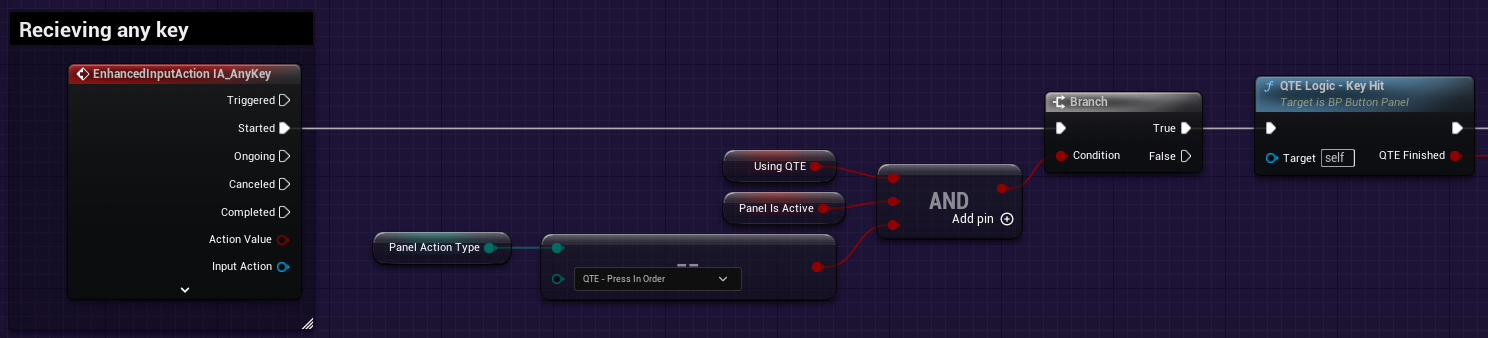 Recieving any key
EnhancedInputAction IA_AnyKey
Triggered
Started
Ongoing
Canceled
Completed
Action Value
Input Action
Using QTE
Panel Is Active
Panel Action Type
==
QTE - Press In Order
AND
Add pin
Branch
True
Condition
False
f QTE Logic - Key Hit
Target is BP Button Panel
Target self
QTE Finished